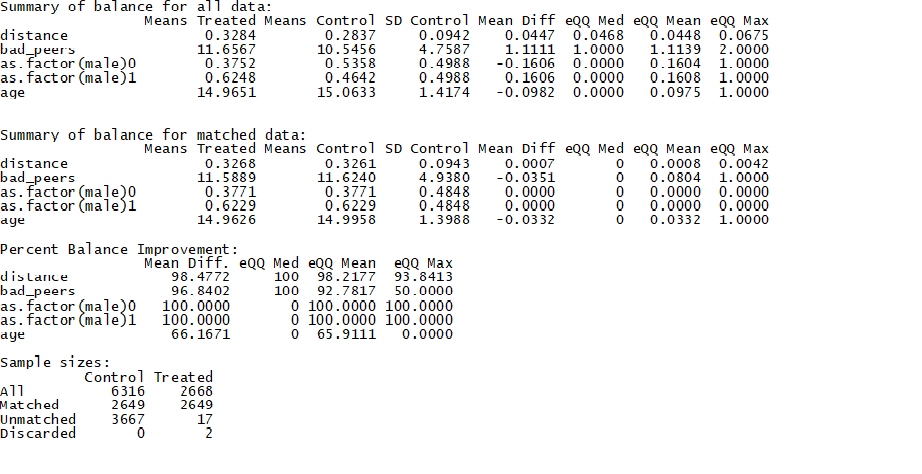 Summary of balance for all data:
Means Treated Means Control SD Control Mean Diff eQQ Med eQQ Mean eQQ Max
distance 0.3284 0.2837 0.0942 0.0447 0.0468 0.0448 0.0675
bad_peers 11.6567 10.5456 4.7587 1.1111 1.0000 1.1139 2.0000
as.factor(male)0 0.3752 0.5358 0.4988 -0.1606 0.0000 0.1604 1.0000
as.factor(male)1 0.6248 0.4642 0.4988 0.1606 0.0000 0.1608 1.0000
age 14.9651 15.0633 1.4174 -0.0982 0.0000 0.0975 1.0000
Summary of balance for matched data:
Means Treated Means Control SD Control Mean Diff eQQ Med eQQ Mean eQQ Max
distance 0.3268 0.3261 0.0943 0.0007 0 0.0008 0.0042
bad_peers 11.5889 11.6240 4.9380 -0.0351 0 0.0804 1.0000
as.factor(male)0 0.3771 0.3771 0.4848 0.0000 0 0.0000 0.0000
as.factor(male)1 0.6229 0.6229 0.4848 0.0000 0 0.0000 0.0000
age 14.9626 14.9958 1.3988 -0.0332 0 0.0332 1.0000
Percent Balance Improvement:
Mean Diff. eQQ Med eQQ Mean eQQ Max
distance 98.4772 100 98.2177 93.8413
bad_peers 96.8402 100 92.7817 50.0000
as.factor(male)0 100.0000 0 100.0000 100.0000
as.factor(male)1 100.0000 0 100.0000 100.0000
age 66.1671 0 65.9111 0.0000
Sample sizes:
Control Treated
All 6316 2668
Matched 2649 2649
Unmatched 3667 17
Discarded 0 2